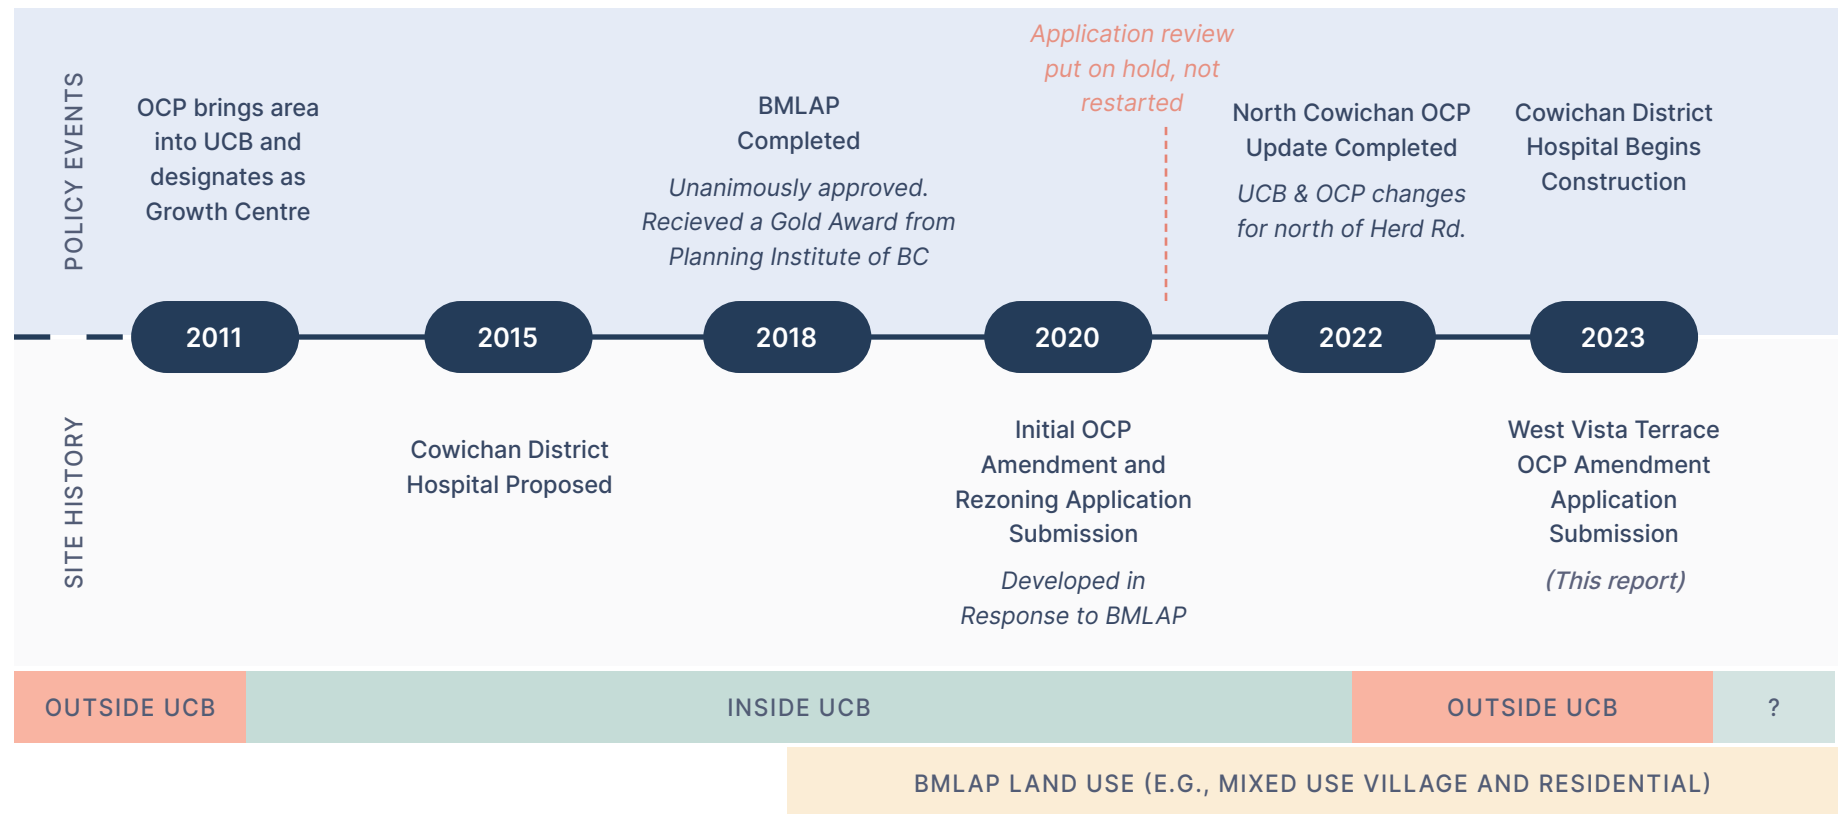 POLICY EVENTS
OCP brings area
into UCB and
designates as
Growth Centre
BMLAP
Completed
Unanimously approved.
Recieved a Gold Award from
Planning Institute of BC
Application review
put on hold, not
restarted
North Cowichan OCP
Update Completed
UCB & OCP changes
for north of Herd Rd.
Cowichan District
Hospital Begins
Construction
2011
2015
2018
2020
2022
2023
SITE HISTORY
Cowichan District
Hospital Proposed
Initial OCP
Amendment and
Rezoning Application
Submission
Developed in
Response to BMLAP
West Vista Terrace
OCP Amendment
Application
Submission
(This report)
OUTSIDE UCB
INSIDE UCB
OUTSIDE UCB
?
BMLAP LAND USE (E.G., MIXED USE VILLAGE AND RESIDENTIAL)